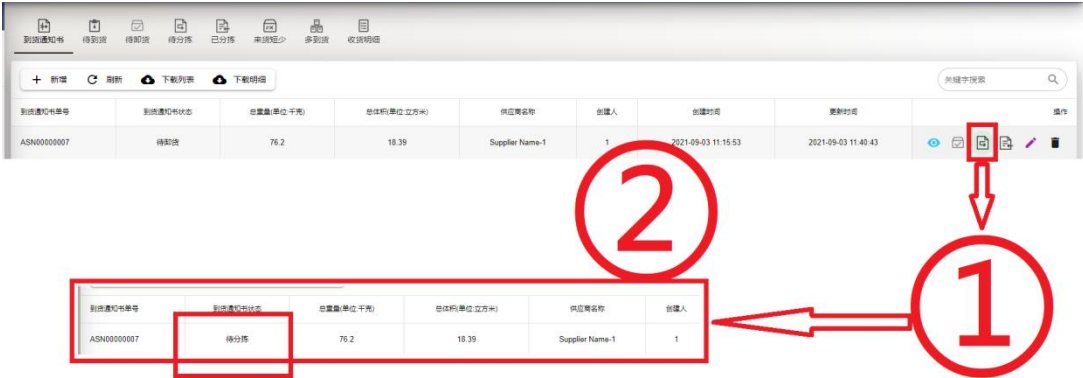 到货通知书 待到货 待卸货 待分拣 已分拣 来货短少 多到货 收货明细
新增 刷新 下载列表 下载明细 关键字搜索
到货通知书单号 到货通知书状态 总重量(单位:千克) 总体积(单位:立方米) 供应商名称 创建人 创建时间 更新时间 操作
ASN00000007 待卸货 76.2 18.39 Supplier Name-1 1 2021-09-03 11:15:53 2021-09-03 11:40:43
②
①
到货通知书单号 到货通知书状态 总重量(单位:千克) 总体积(单位:立方米) 供应商名称 创建人
ASN00000007 待分拣 76.2 18.39 Supplier Name-1 1